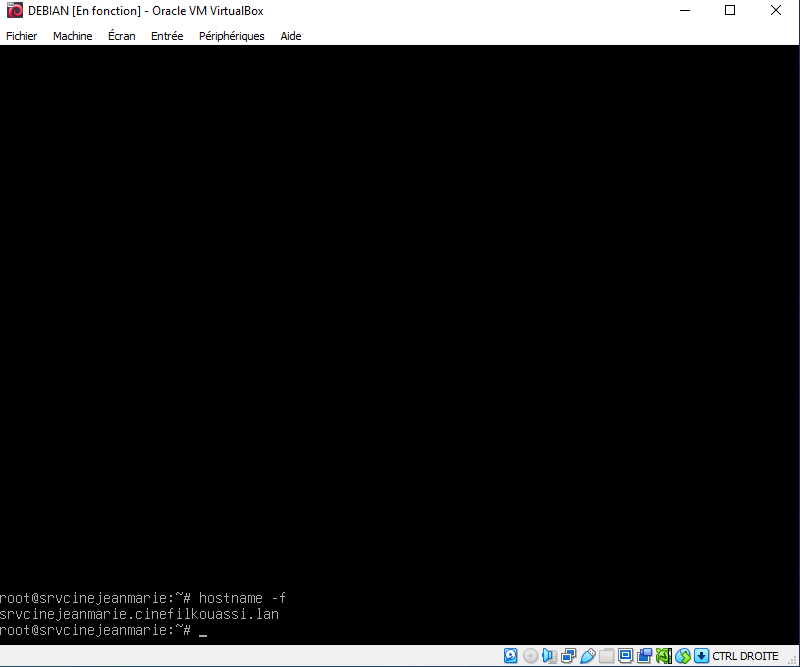 DEBIAN [En fonction] - Oracle VM VirtualBox
Fichier Machine Écran Entrée Périphériques Aide
root@srvcinejeanmarie:~# hostname -f
srvcinejeanmarie.cinefilkouassi.lan
root@srvcinejeanmarie:~# _
CTRL DROITE